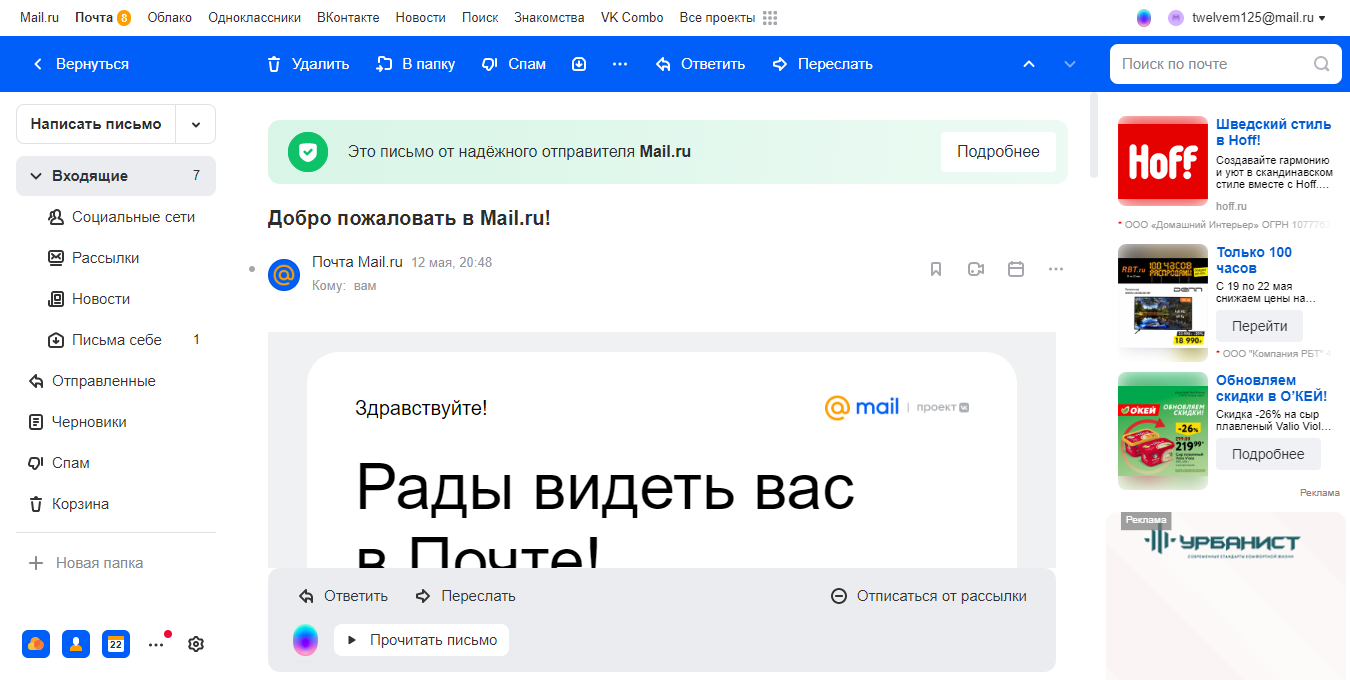 Mail.ru Почта 8 Облако Одноклассники ВКонтакте Новости Поиск Знакомства VK Combo Все проекты M twelvem125@mail.ru
Вернуться Удалить В папку Спам Ответить Переслать Поиск по почте
Написать письмо
Входящие 7
Социальные сети
Рассылки
Новости
Письма себе 1
Отправленные
Черновики
Спам
Корзина
Новая папка
22
Это письмо от надёжного отправителя Mail.ru Подробнее
Добро пожаловать в Mail.ru!
Почта Mail.ru 12 мая, 20:48
Кому: вам
Здравствуйте! @mail проект
Рады видеть вас
в Почте!
Ответить Переслать Отписаться от рассылки
Прочитать письмо
HOFF
Шведский стиль
в Hoff!
Создавайте гармонию
и уют в скандинавском
стиле вместе с Hoff....
hoff.ru
* ООО «Домашний Интерьер» ОГРН 107776
RBT.ru 100 ЧАСОВ
РАСПРОДАЖИ
DENN
18 990
Только 100
часов
С 19 по 22 мая
снижаем цены на...
Перейти
* ООО "Компания РБТ" 4
О'КЕЙ ОБНОВЛЯЕМ
СКИДКИ!
-26%
219⁹⁹
Обновляем
скидки в О'КЕЙ!
Скидка -26% на сыр
плавленый Valio Viol...
Подробнее
Реклама
Реклама
УРБАНИСТ
СОВРЕМЕННЫЕ СТАНДАРТЫ КОМФОРТНОЙ ЖИЗНИ